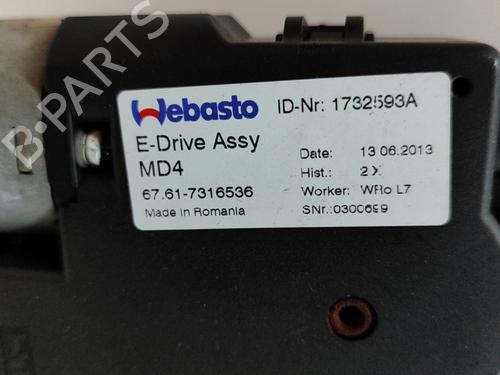 Webasto
ID-Nr: 1732593A
E-Drive Assy
MD4
67.61-7316536
Made in Romania
Date: 13 06.2013
Hist.: 2 X
Worker: WRo L7
SNr.:0300699
B-PARTS